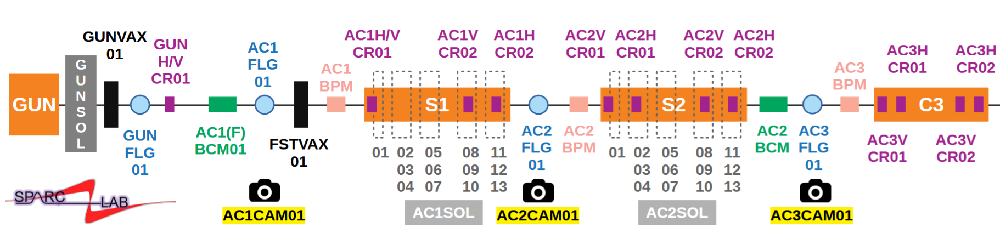 GUN
G
U
N
S
O
L
GUNVAX
01
GUN
FLG
01
GUN
H/V
CR01
AC1(F)
BCM01
AC1
FLG
01
FSTVAX
01
AC1
BPM
AC1H/V
CR01
AC1V
CR02
AC1H
CR02
S1
01
02
03
04
05
06
07
08
09
10
11
12
13
AC2
FLG
01
AC2
BPM
AC2V
CR01
AC2H
CR01
AC2V
CR02
AC2H
CR02
S2
01
02
03
04
05
06
07
08
09
10
11
12
13
AC2
BCM
AC3
FLG
01
AC3
BPM
AC3H
CR01
AC3H
CR02
C3
AC3V
CR01
AC3V
CR02
SPARC
LAB
AC1CAM01
AC1SOL
AC2CAM01
AC2SOL
AC3CAM01